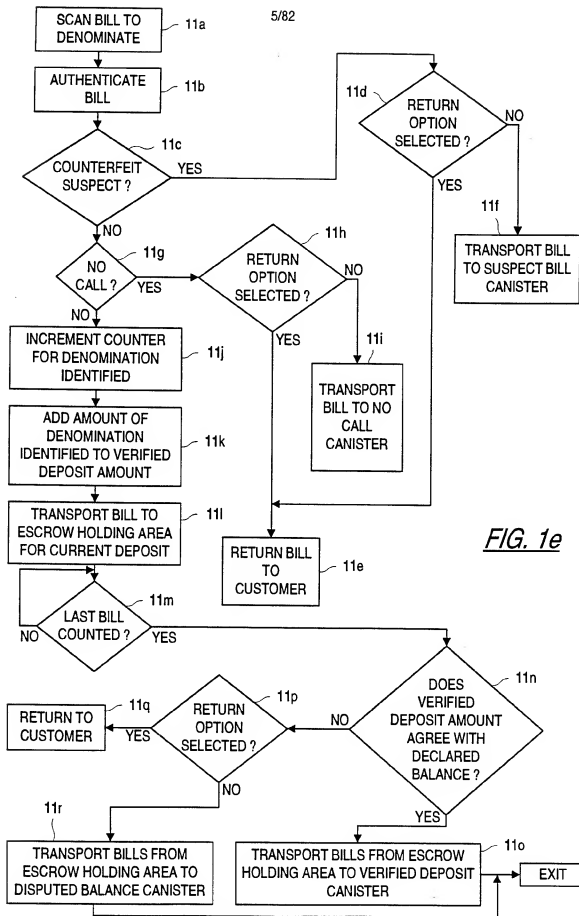 5/82
SCAN BILL TO
DENOMINATE
11a
AUTHENTICATE
BILL
11b
COUNTERFEIT
SUSPECT ?
11c
YES
NO
RETURN
OPTION
SELECTED ?
11d
NO
YES
11f
TRANSPORT BILL
TO SUSPECT BILL
CANISTER
NO
CALL ?
11g
YES
NO
RETURN
OPTION
SELECTED ?
11h
NO
YES
11i
TRANSPORT
BILL TO NO
CALL CANISTER
INCREMENT COUNTER
FOR DENOMINATION
IDENTIFIED
11j
ADD AMOUNT OF
DENOMINATION
IDENTIFIED TO VERIFIED
DEPOSIT AMOUNT
11k
TRANSPORT BILL TO
ESCROW HOLDING AREA
FOR CURRENT DEPOSIT
11l
RETURN BILL
TO
CUSTOMER
11e
FIG. 1e
LAST BILL
COUNTED ?
11m
NO
YES
DOES
VERIFIED
DEPOSIT AMOUNT
AGREE WITH
DECLARED
BALANCE ?
11n
NO
YES
RETURN
OPTION
SELECTED ?
11p
YES
NO
RETURN TO
CUSTOMER
11q
11r
TRANSPORT BILLS FROM
ESCROW HOLDING AREA TO
DISPUTED BALANCE CANISTER
TRANSPORT BILLS FROM ESCROW
HOLDING AREA TO VERIFIED DEPOSIT
CANISTER
11o
EXIT